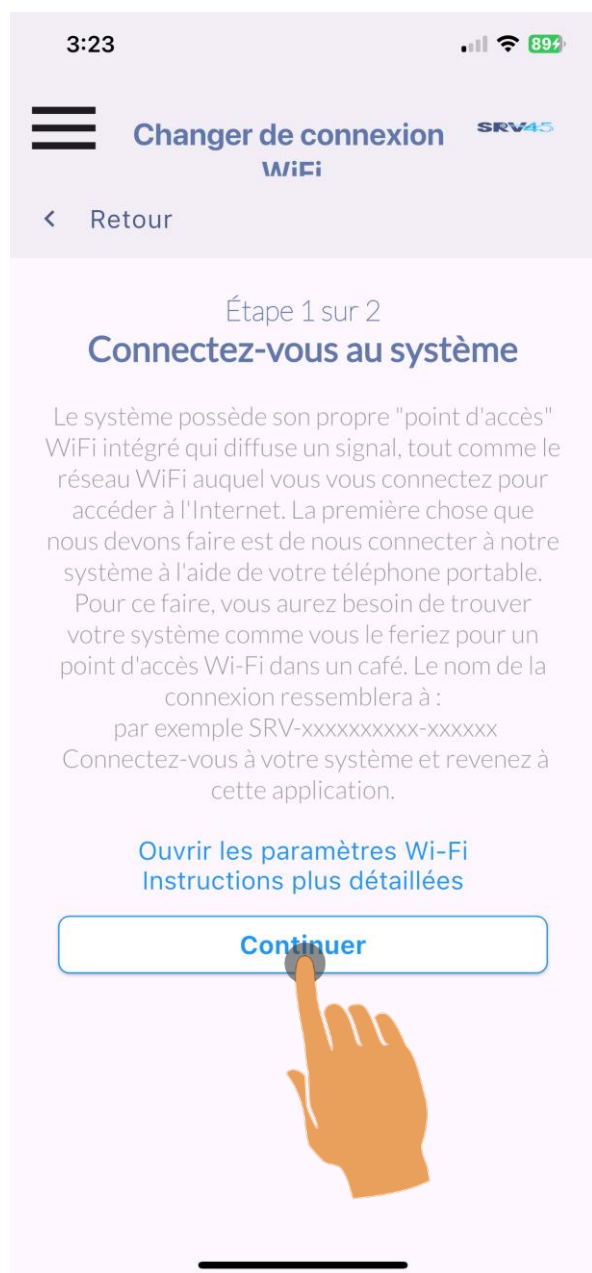 3:23
89
Changer de connexion
WiFi
SRV45
< Retour
Étape 1 sur 2
Connectez-vous au système
Le système possède son propre "point d'accès"
WiFi intégré qui diffuse un signal, tout comme le
réseau WiFi auquel vous vous connectez pour
accéder à l'Internet. La première chose que
nous devons faire est de nous connecter à notre
système à l'aide de votre téléphone portable.
Pour ce faire, vous aurez besoin de trouver
votre système comme vous le feriez pour un
point d'accès Wi-Fi dans un café. Le nom de la
connexion ressemblera à :
par exemple SRV-xxxxxxxxxx-xxxxxx
Connectez-vous à votre système et revenez à
cette application.
Ouvrir les paramètres Wi-Fi
Instructions plus détaillées
Continuer